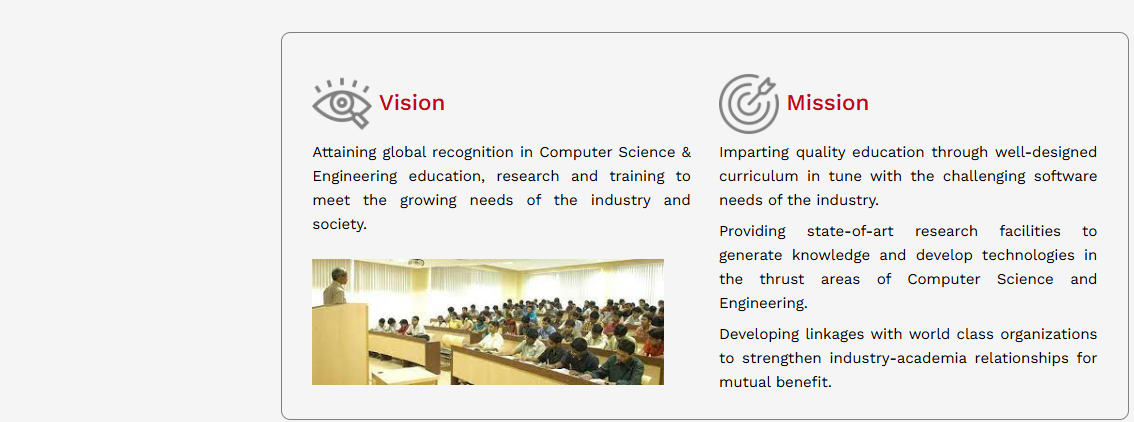 Vision
Attaining global recognition in Computer Science &
Engineering education, research and training to
meet the growing needs of the industry and
society.
Mission
Imparting quality education through well-designed
curriculum in tune with the challenging software
needs of the industry.
Providing state-of-art research facilities to
generate knowledge and develop technologies in
the thrust areas of Computer Science and
Engineering.
Developing linkages with world class organizations
to strengthen industry-academia relationships for
mutual benefit.